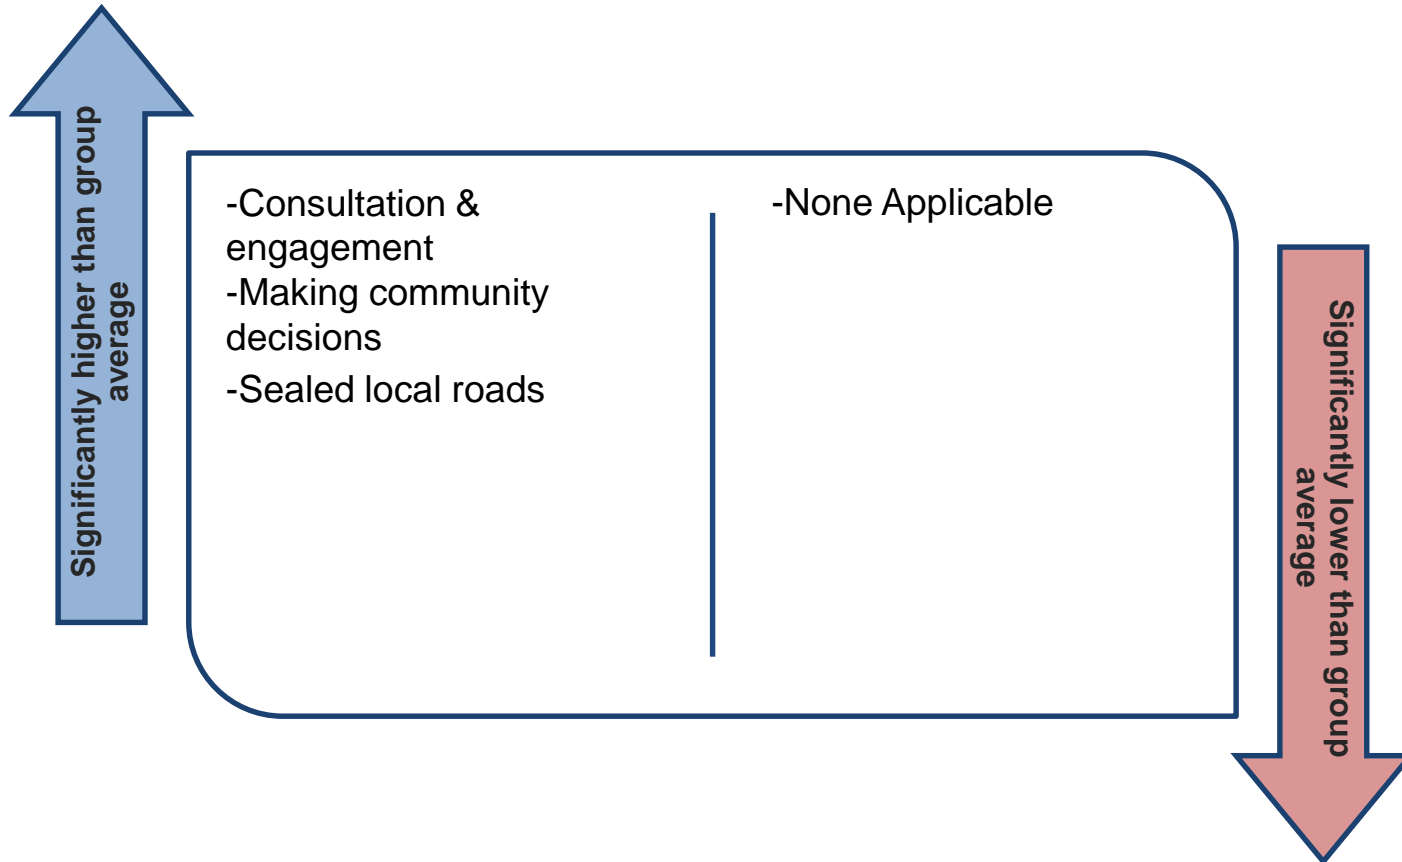 Significantly higher than group
average
-Consultation &
engagement
-Making community
decisions
-Sealed local roads
-None Applicable
Significantly lower than group
average